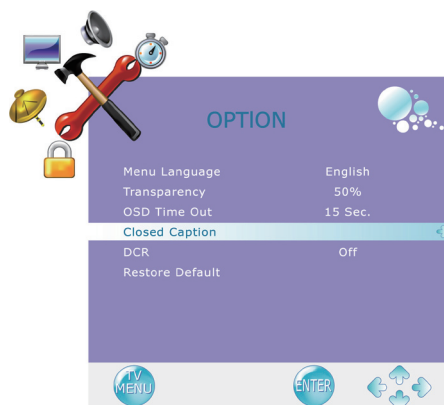 OPTION
Menu Language English
Transparency 50%
OSD Time Out 15 Sec.
Closed Caption
DCR Off
Restore Default
TV
MENU ENTER